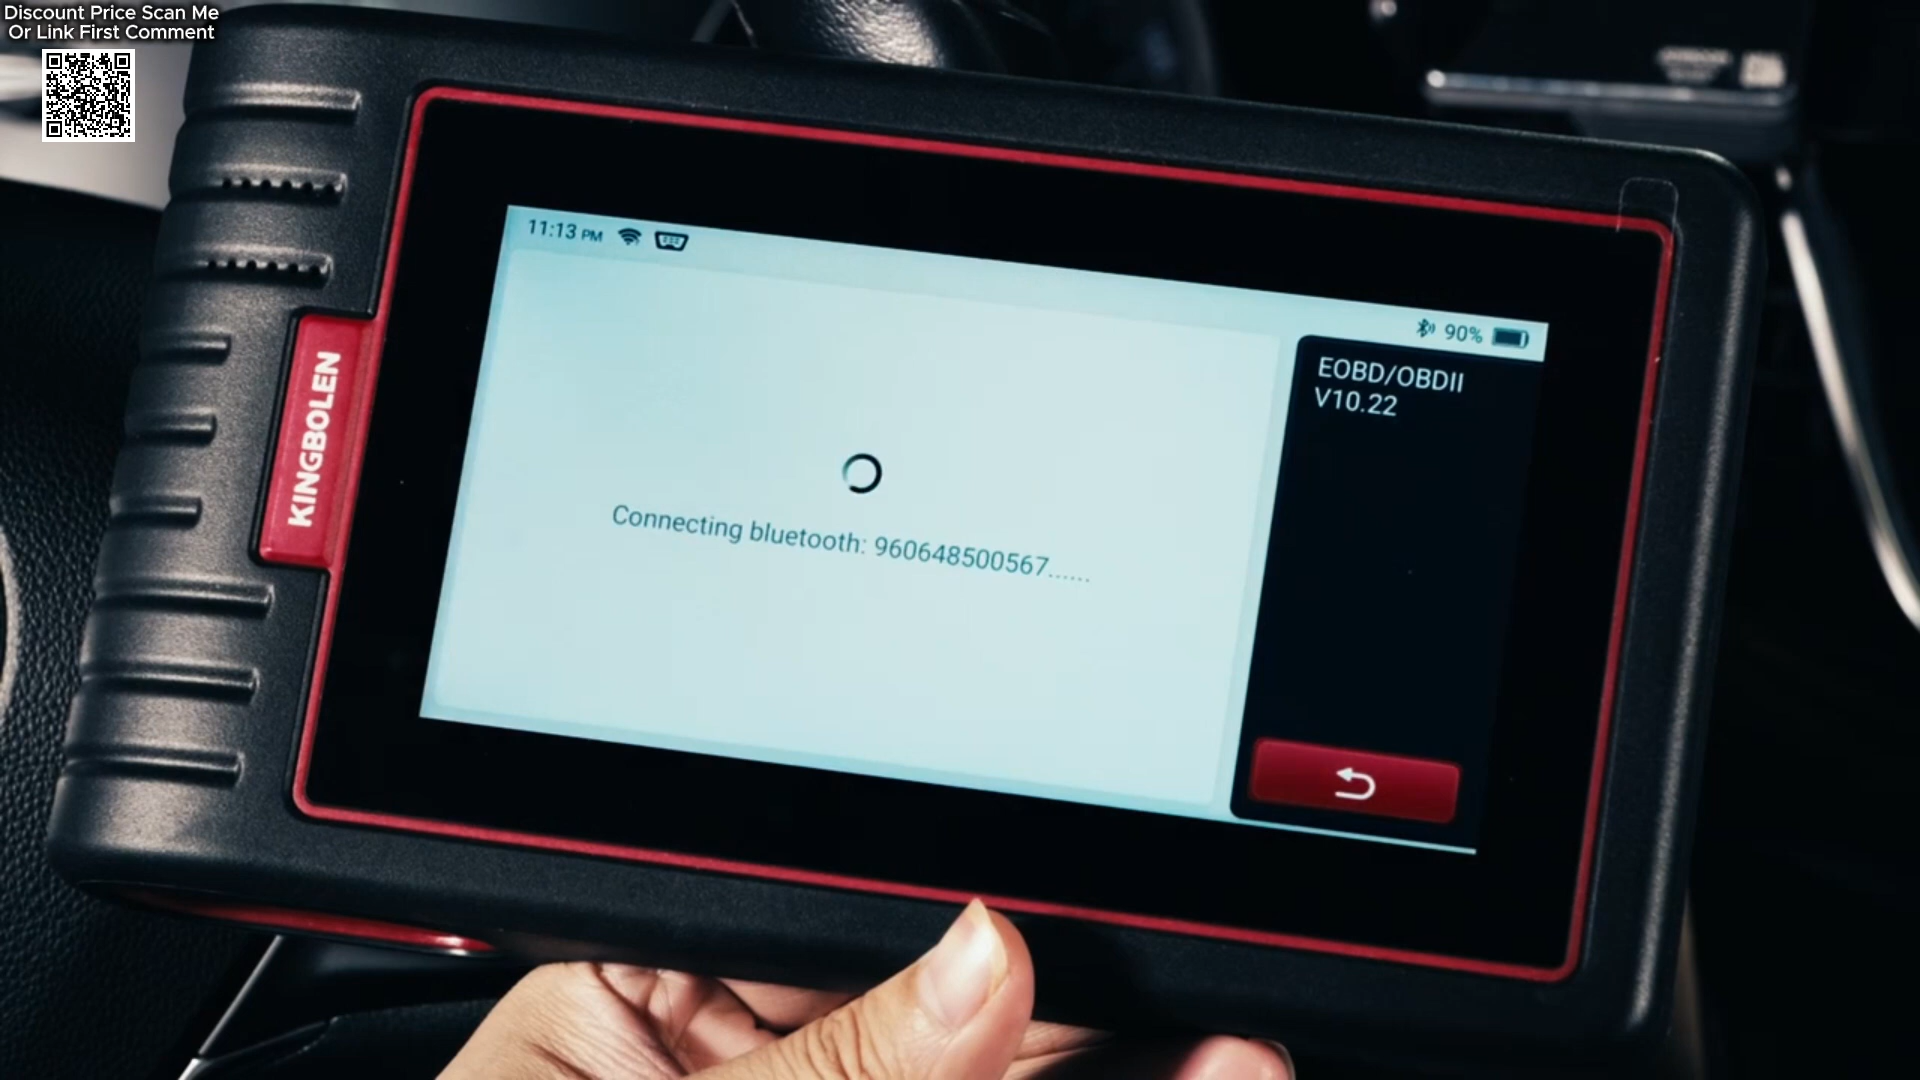 Discount Price Scan Me
Or Link First Comment
KINGBOLEN
11:13 PM
90%
EOBD/OBDII
V10.22
Connecting bluetooth: 960648500567......